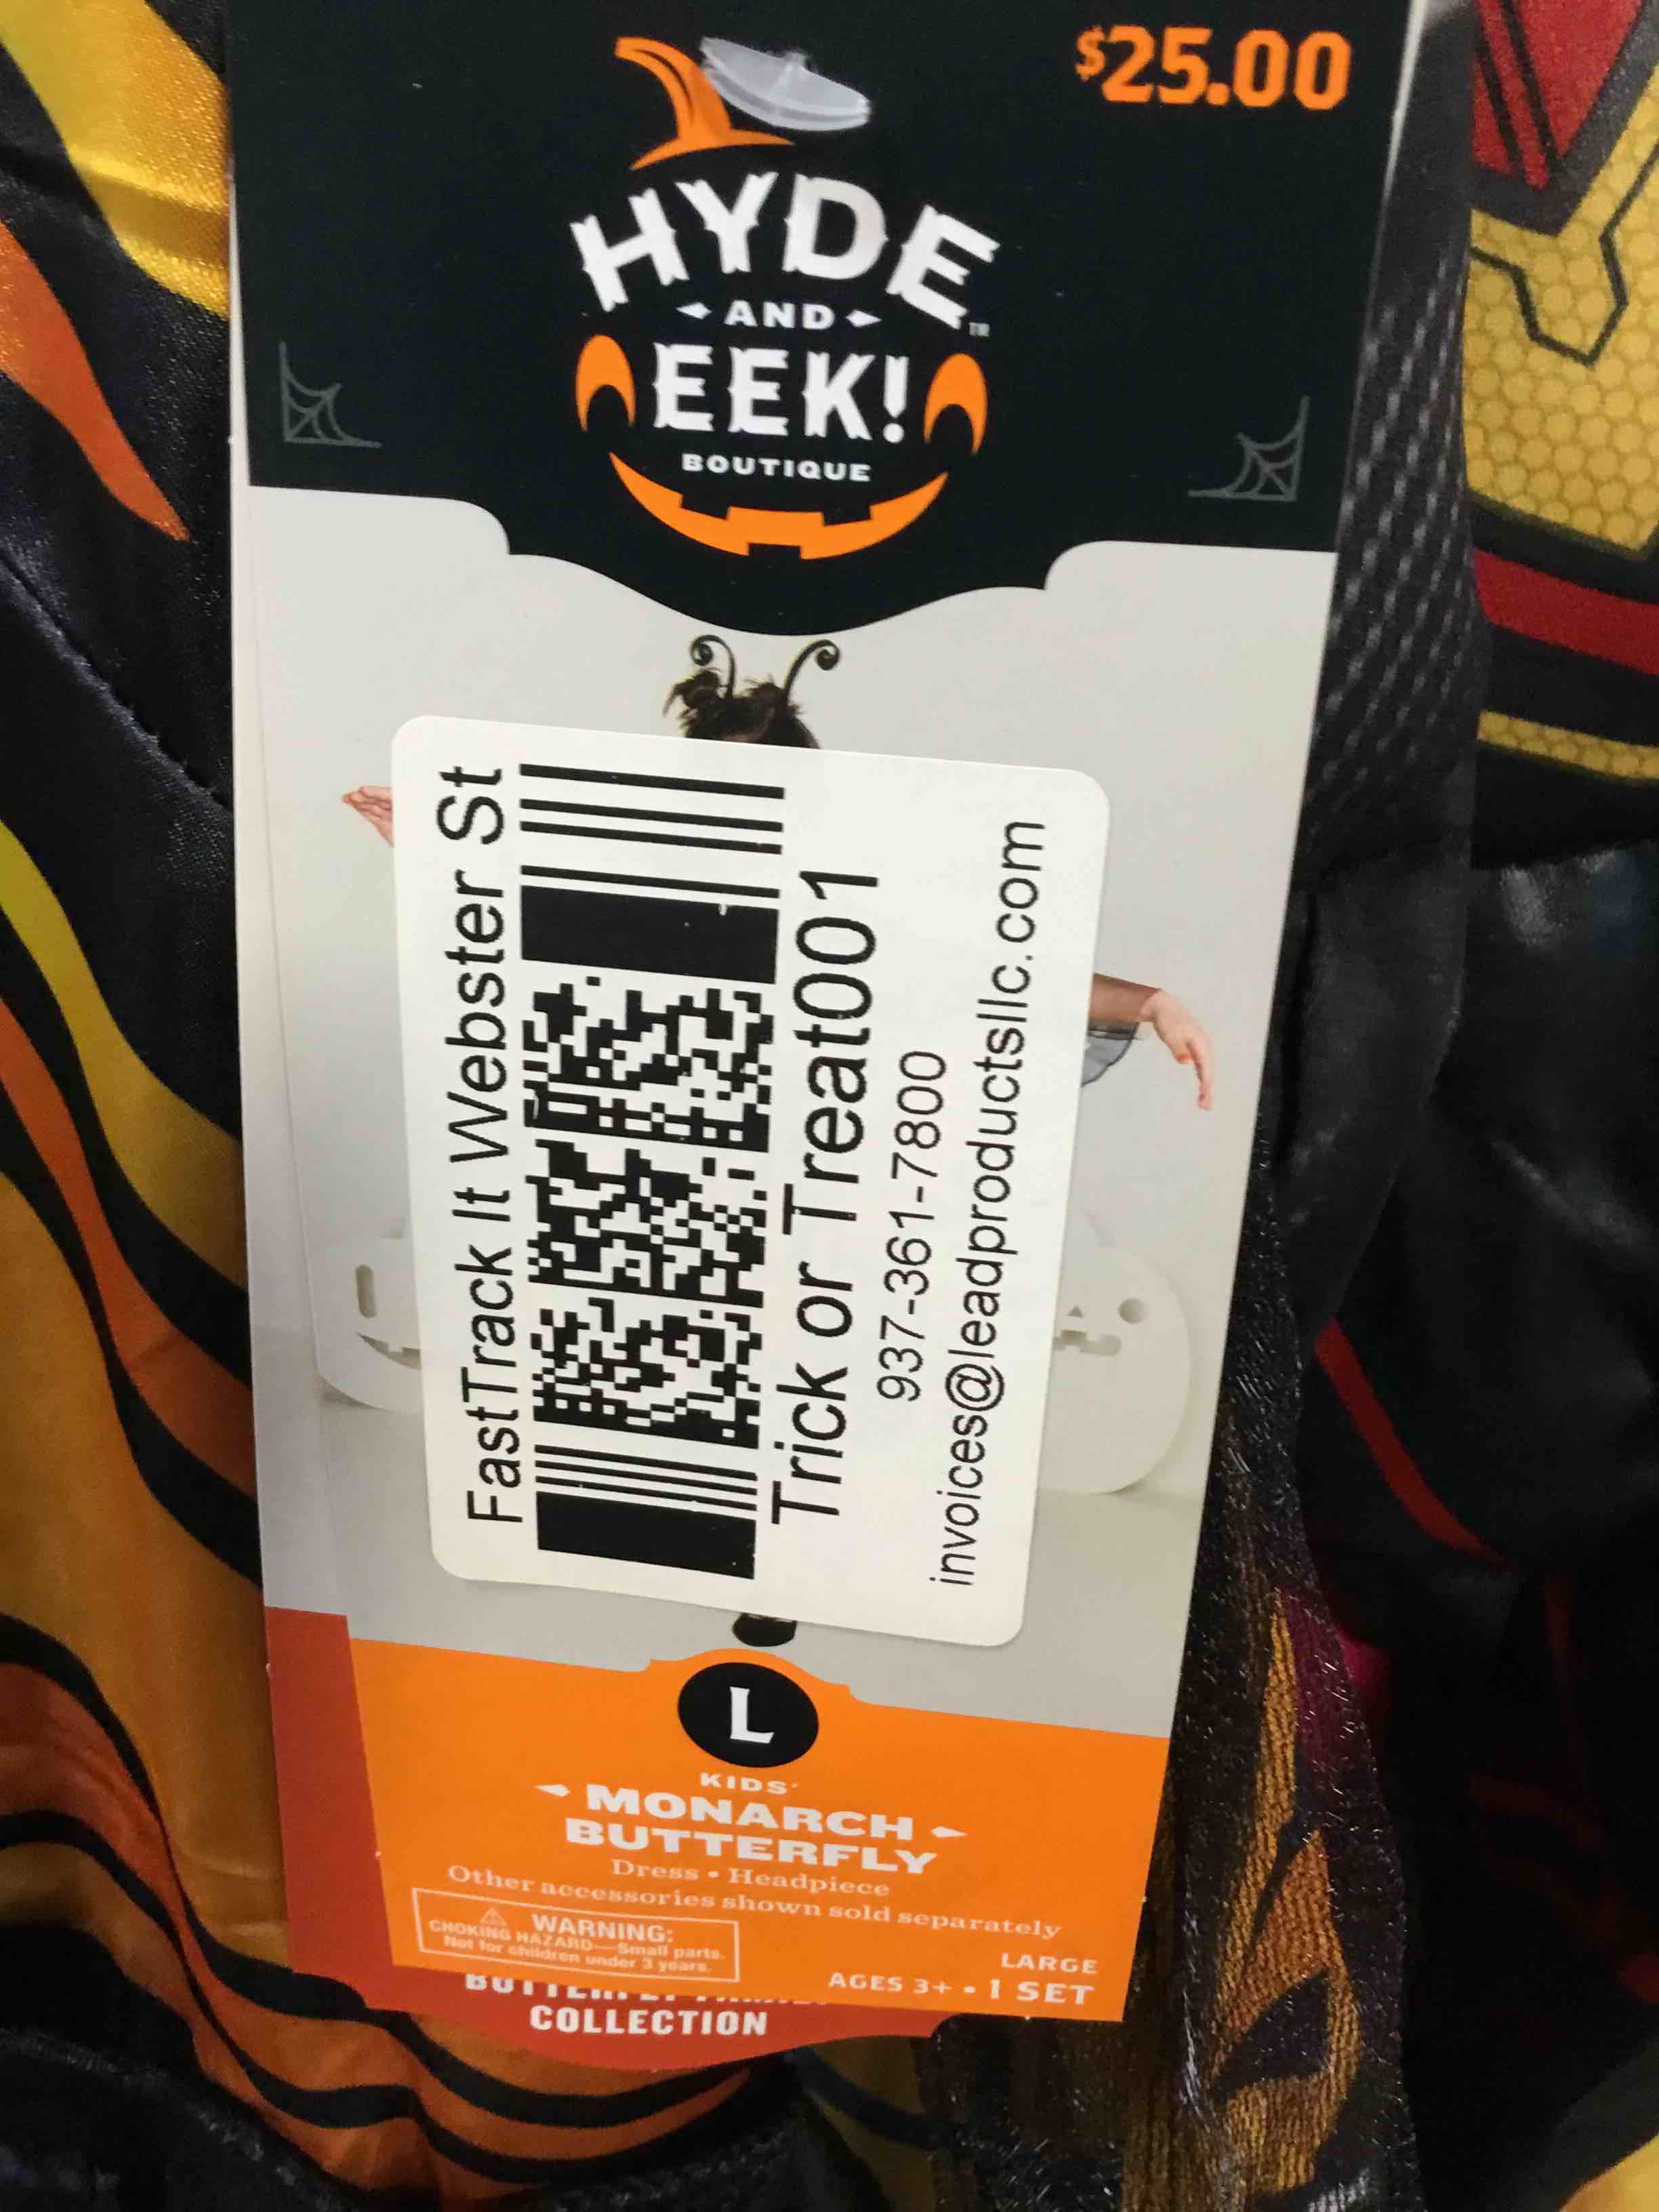 $25.00
HYDE
AND
EEK!
™
BOUTIQUE
FastTrack It Webster St
Trick or Treat001
937-361-7800
invoices@leadproductsllc.com
L
KIDS'
MONARCH
BUTTERFLY
Dress • Headpiece
Other accessories shown sold separately
WARNING:
CHOKING HAZARD—Small parts.
Not for children under 3 years.
LARGE
AGES 3+ • 1 SET
COLLECTION